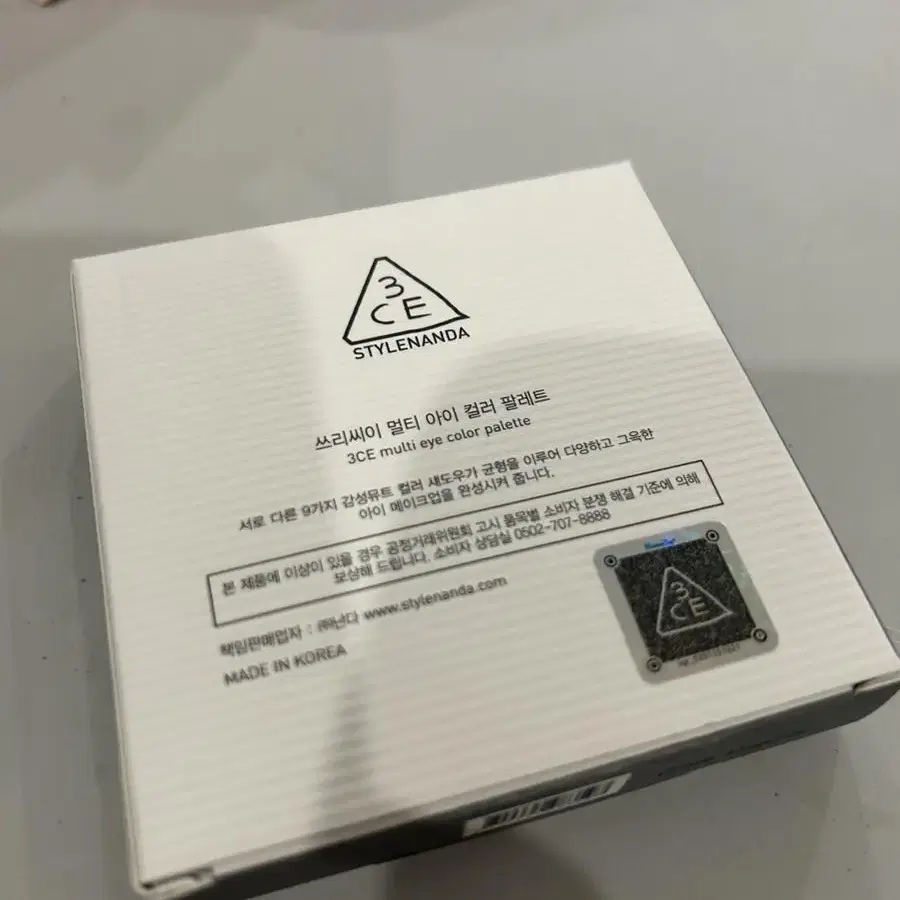 3
CE
STYLENANDA
쓰리씨이 멀티 아이 컬러 팔레트
3CE multi eye color palette
서로 다른 9가지 감성뮤트 컬러 섀도우가 균형을 이루어 다양하고 그윽한
아이 메이크업을 완성시켜 줍니다.
본 제품에 이상이 있을 경우 공정거래위원회 고시 품목별 소비자 분쟁 해결 기준에 의해
보상해 드립니다. 소비자 상담실 0502-707-8888
책임판매업자 : ㈜난다 www.stylenanda.com
MADE IN KOREA
3
CE